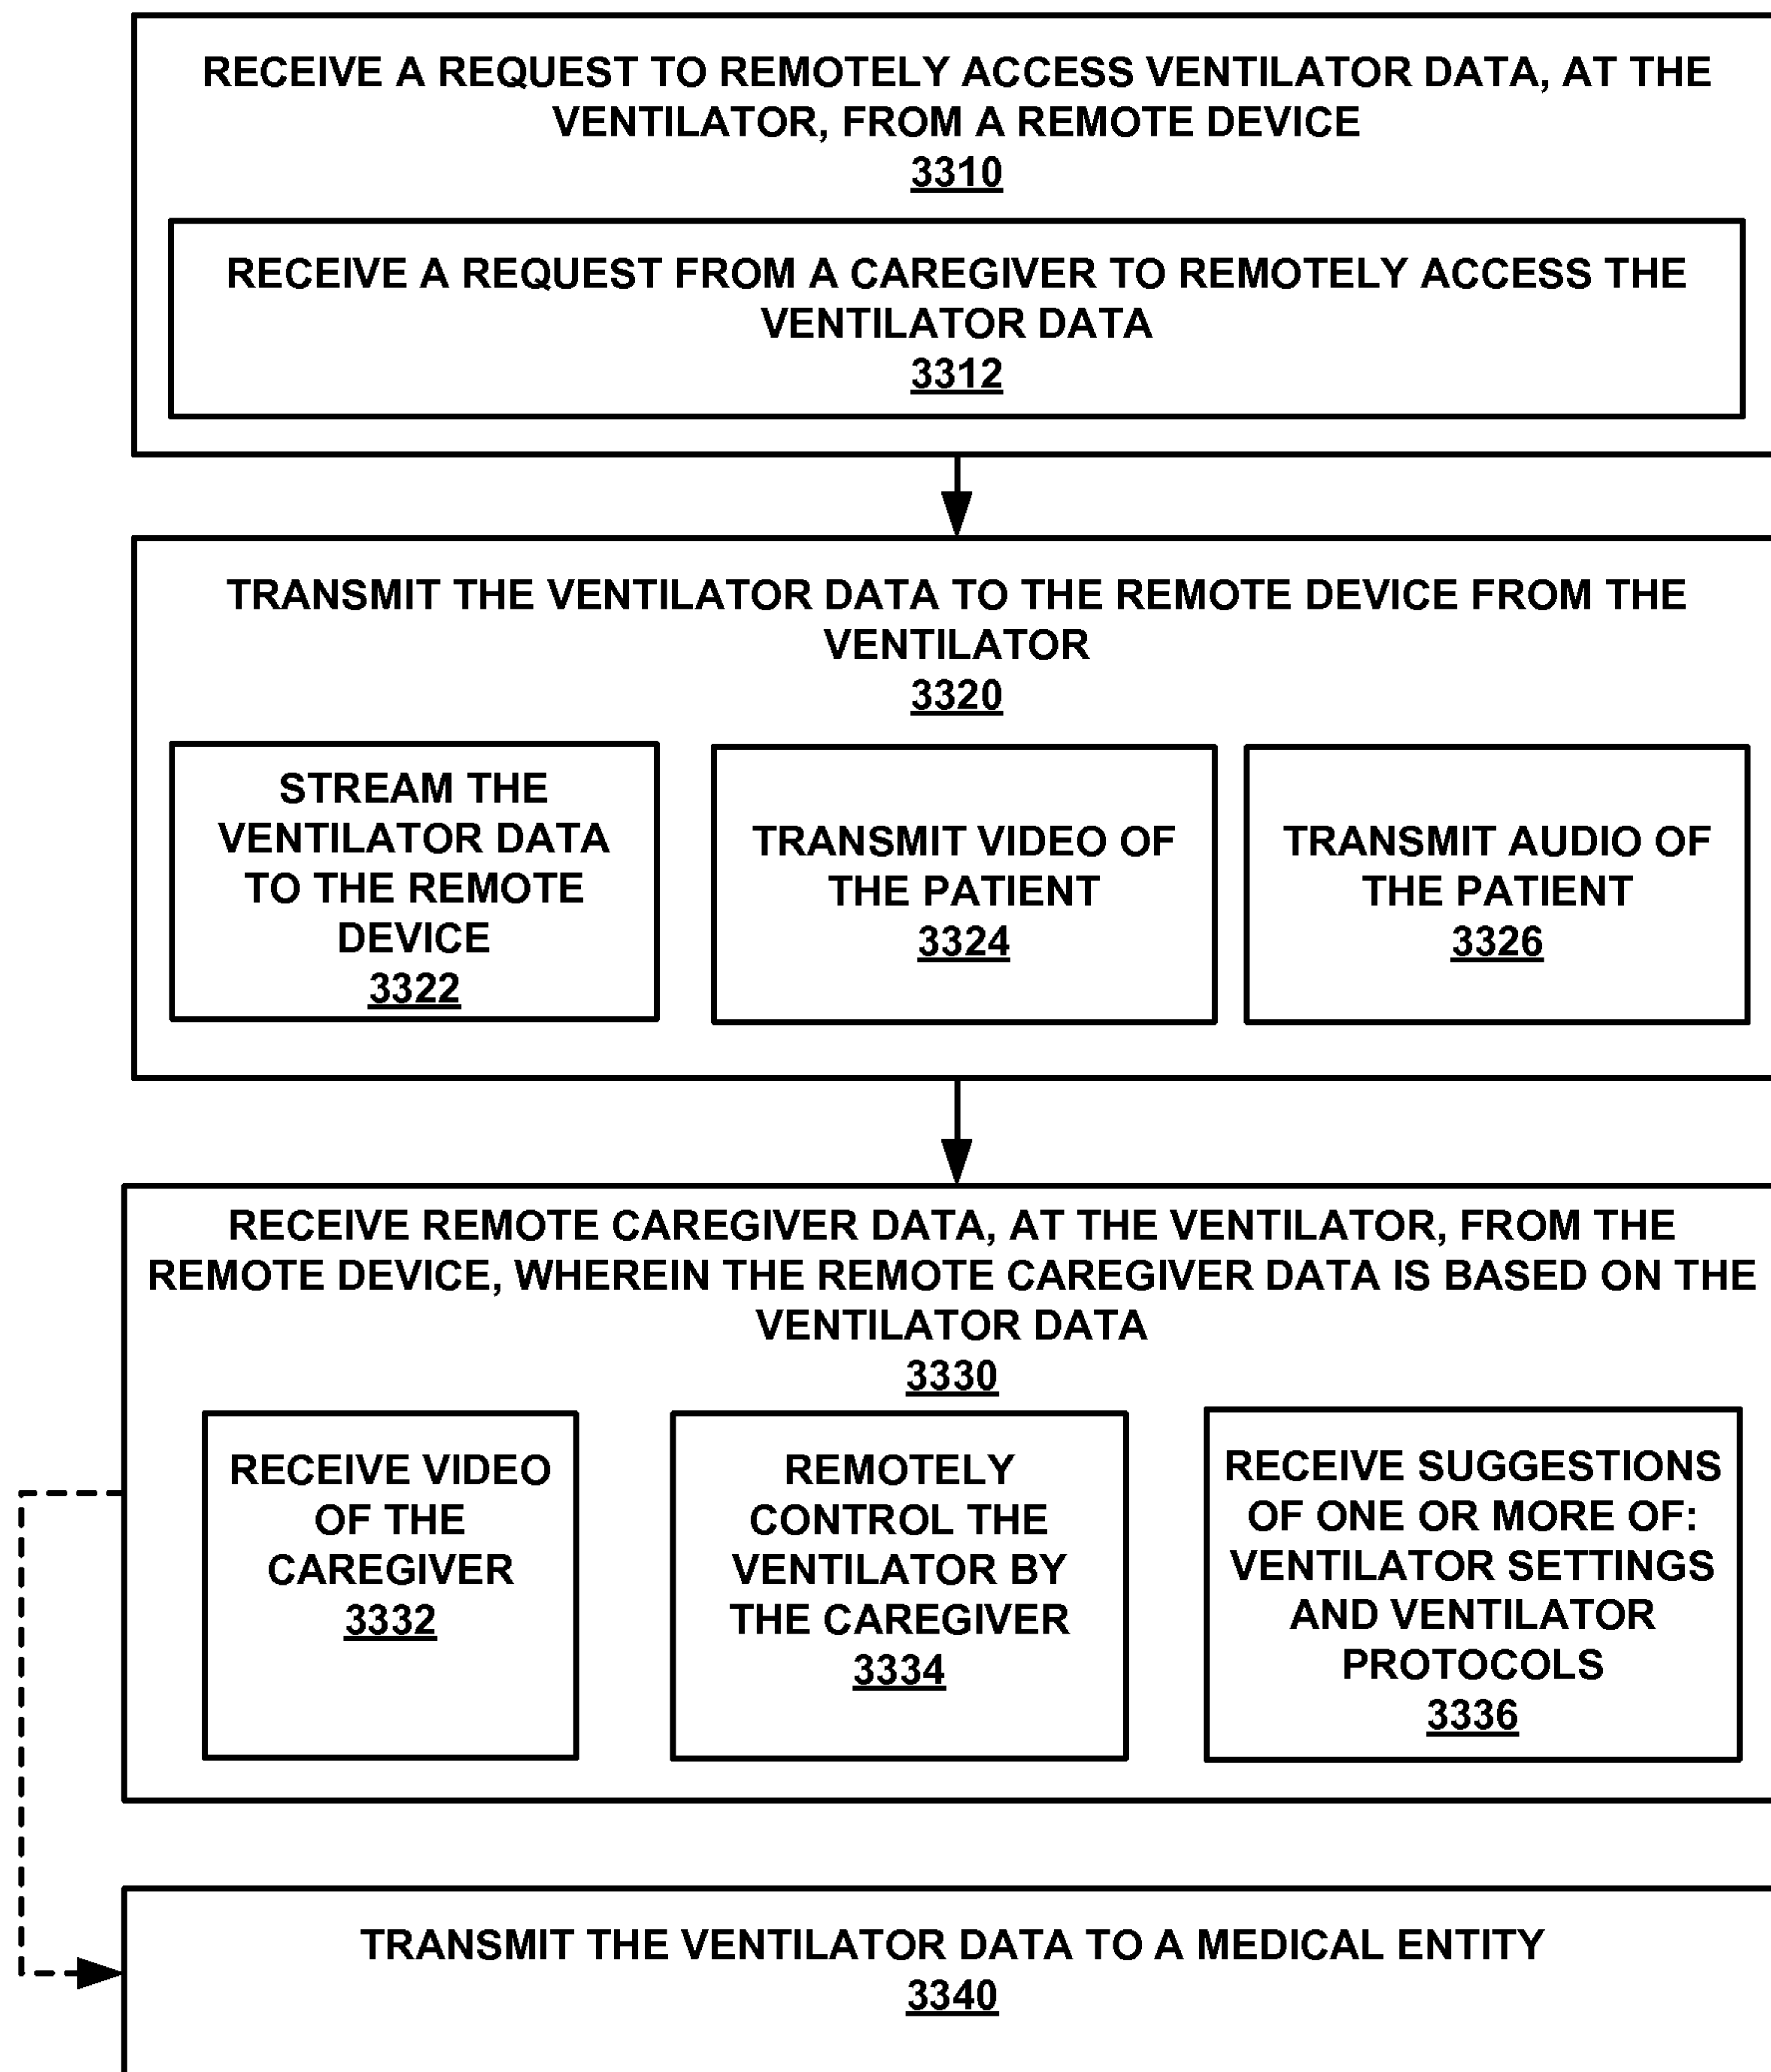 RECEIVE A REQUEST TO REMOTELY ACCESS VENTILATOR DATA, AT THE
VENTILATOR, FROM A REMOTE DEVICE
3310
RECEIVE A REQUEST FROM A CAREGIVER TO REMOTELY ACCESS THE
VENTILATOR DATA
3312
TRANSMIT THE VENTILATOR DATA TO THE REMOTE DEVICE FROM THE
VENTILATOR
3320
STREAM THE
VENTILATOR DATA
TO THE REMOTE
DEVICE
3322
TRANSMIT VIDEO OF
THE PATIENT
3324
TRANSMIT AUDIO OF
THE PATIENT
3326
RECEIVE REMOTE CAREGIVER DATA, AT THE VENTILATOR, FROM THE
REMOTE DEVICE, WHEREIN THE REMOTE CAREGIVER DATA IS BASED ON THE
VENTILATOR DATA
3330
RECEIVE VIDEO
OF THE
CAREGIVER
3332
REMOTELY
CONTROL THE
VENTILATOR BY
THE CAREGIVER
3334
RECEIVE SUGGESTIONS
OF ONE OR MORE OF:
VENTILATOR SETTINGS
AND VENTILATOR
PROTOCOLS
3336
TRANSMIT THE VENTILATOR DATA TO A MEDICAL ENTITY
3340